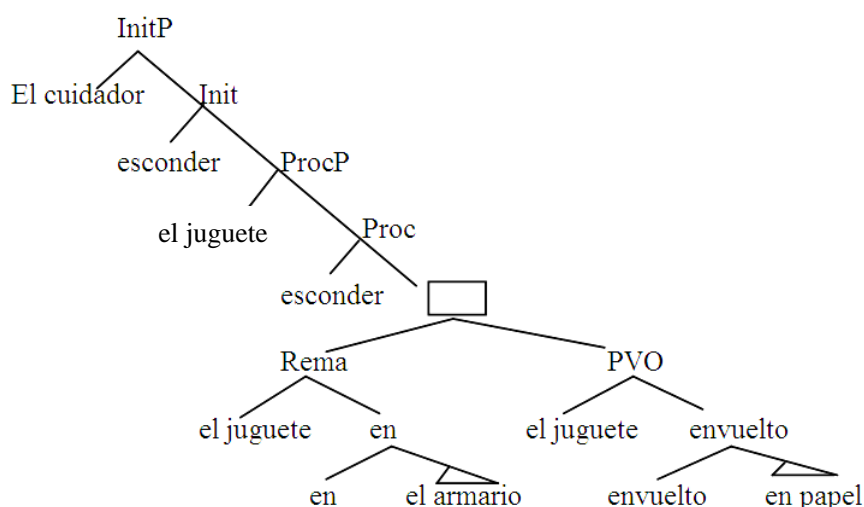 InitP
El cuidador Init
esconder ProcP
el juguete Proc
esconder
Rema PVO
el juguete en el juguete envuelto
en el armario envuelto en papel